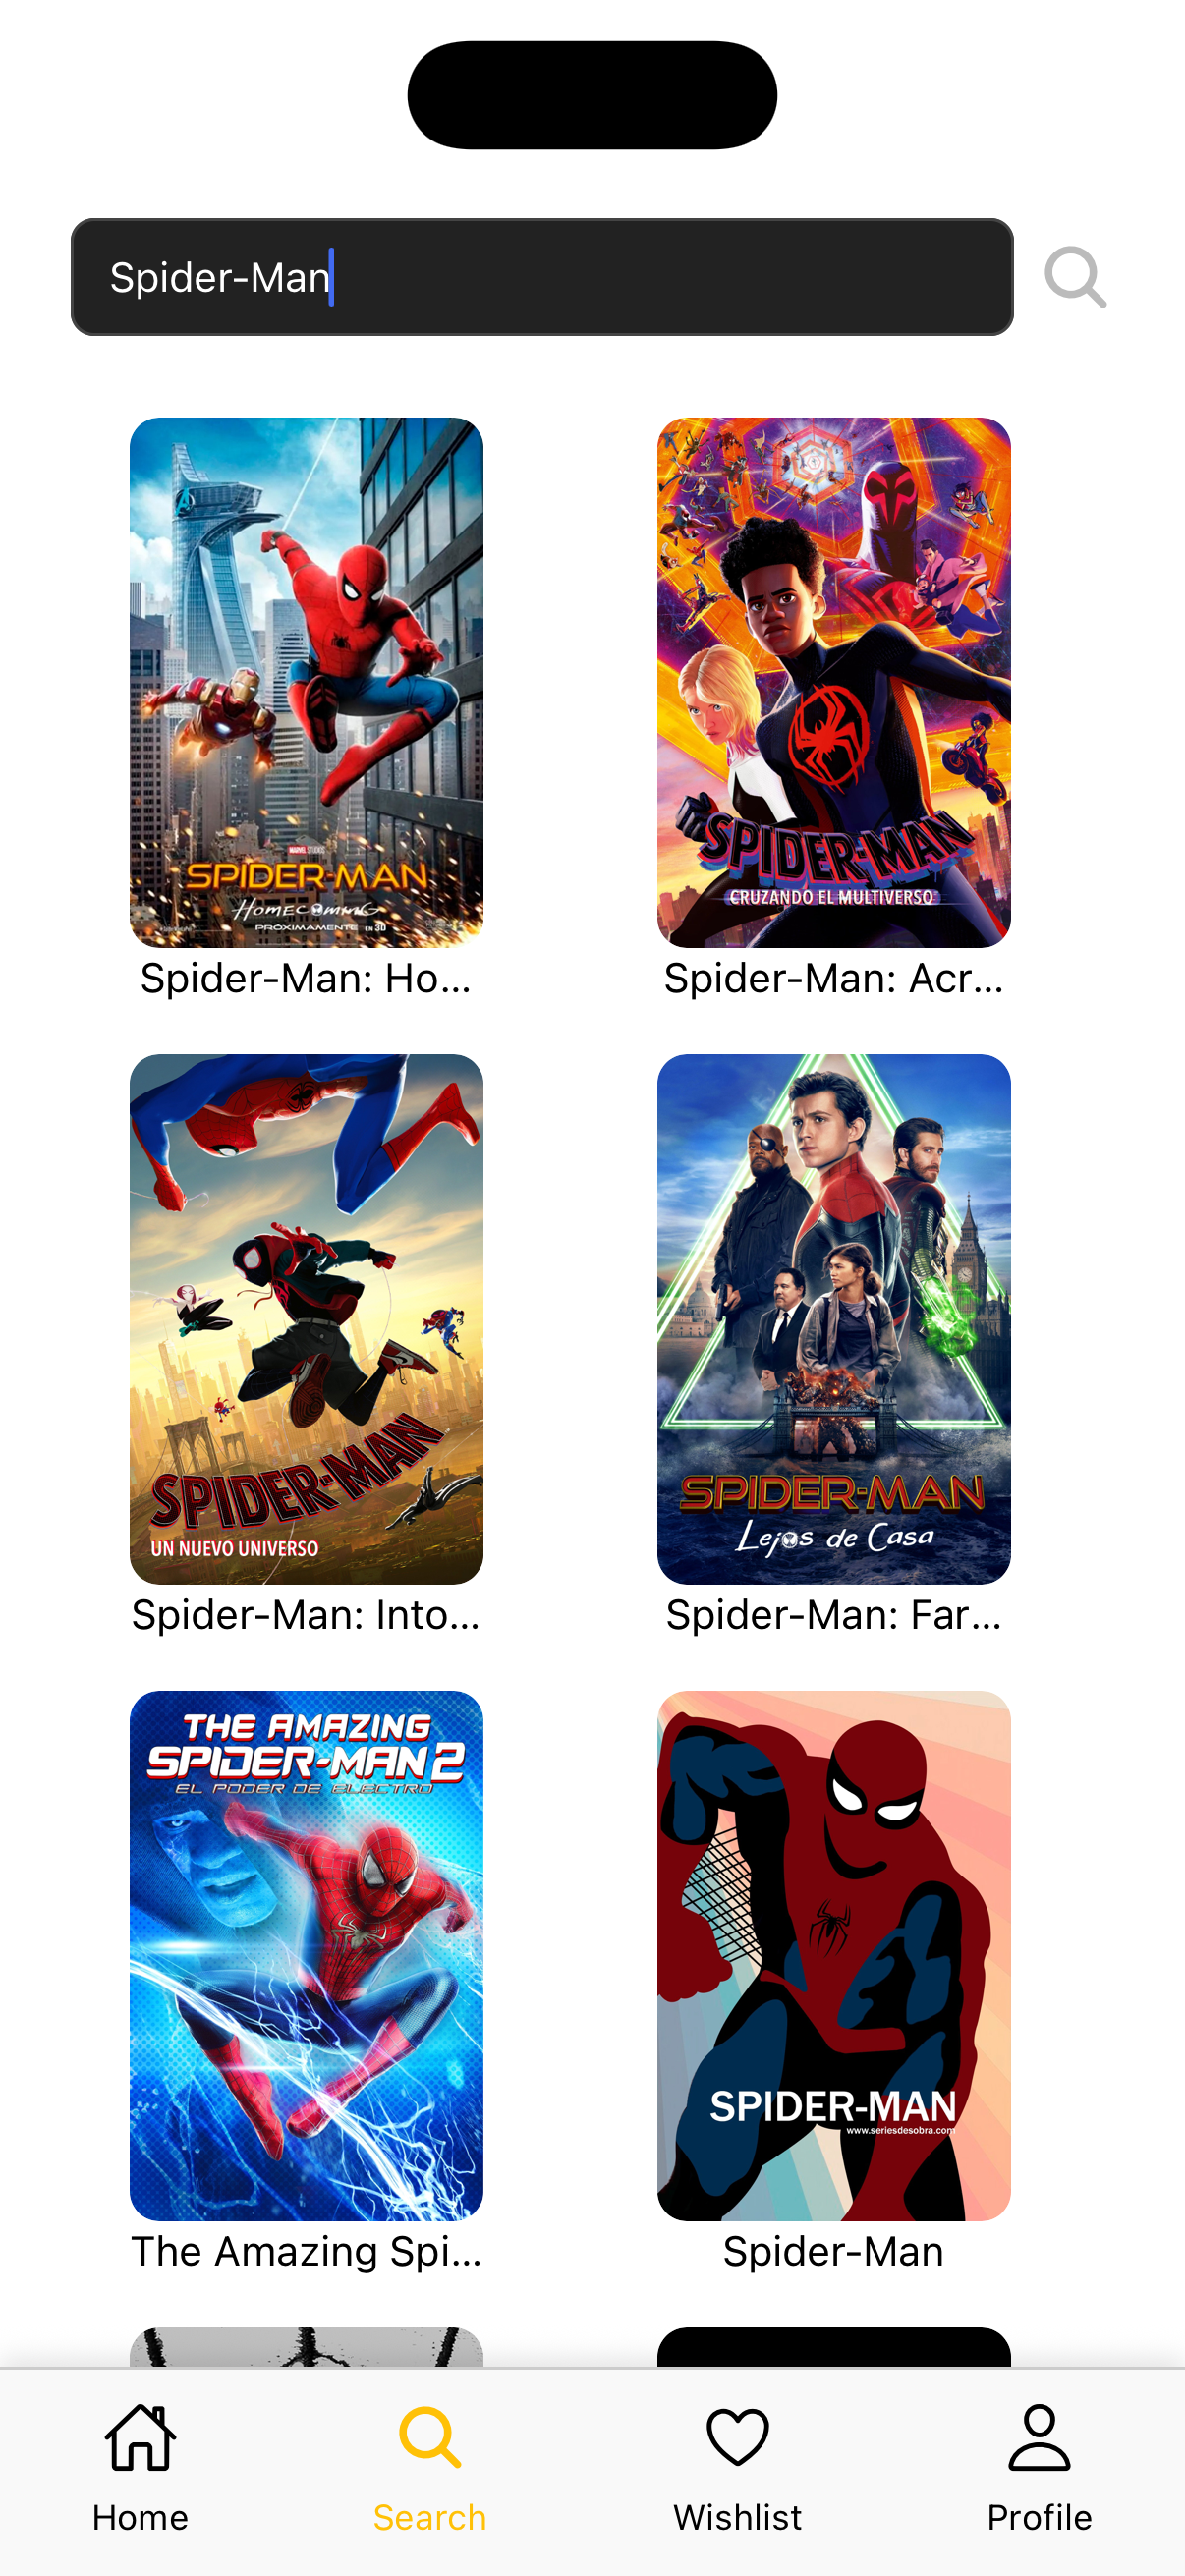 Spider-Man
MARVEL STUDIOS
SPIDER-MAN
HOMECOMING
PRÓXIMAMENTE EN 3D
Spider-Man: Ho...
SPIDER-MAN
CRUZANDO EL MULTIVERSO
Spider-Man: Acr...
SPIDER-MAN
UN NUEVO UNIVERSO
Spider-Man: Into...
SPIDER-MAN
Lejos de Casa
Spider-Man: Far...
THE AMAZING
SPIDER-MAN 2
EL PODER DE ELECTRO
The Amazing Spi...
SPIDER-MAN
www.seriesdesobra.com
Spider-Man
Home
Search
Wishlist
Profile